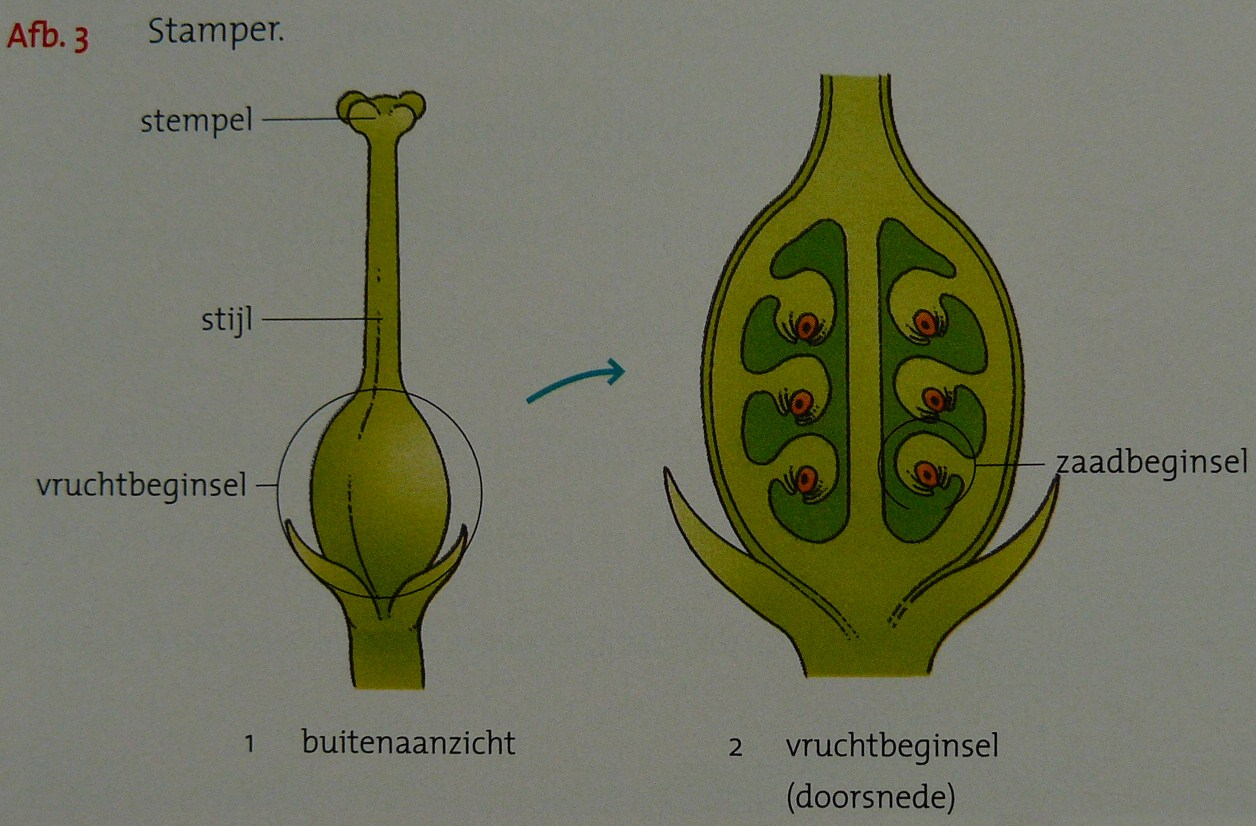 Afb. 3 Stamper.
stempel
stijl
vruchtbeginsel
zaadbeginsel
1 buitenaanzicht
2 vruchtbeginsel
(doorsnede)